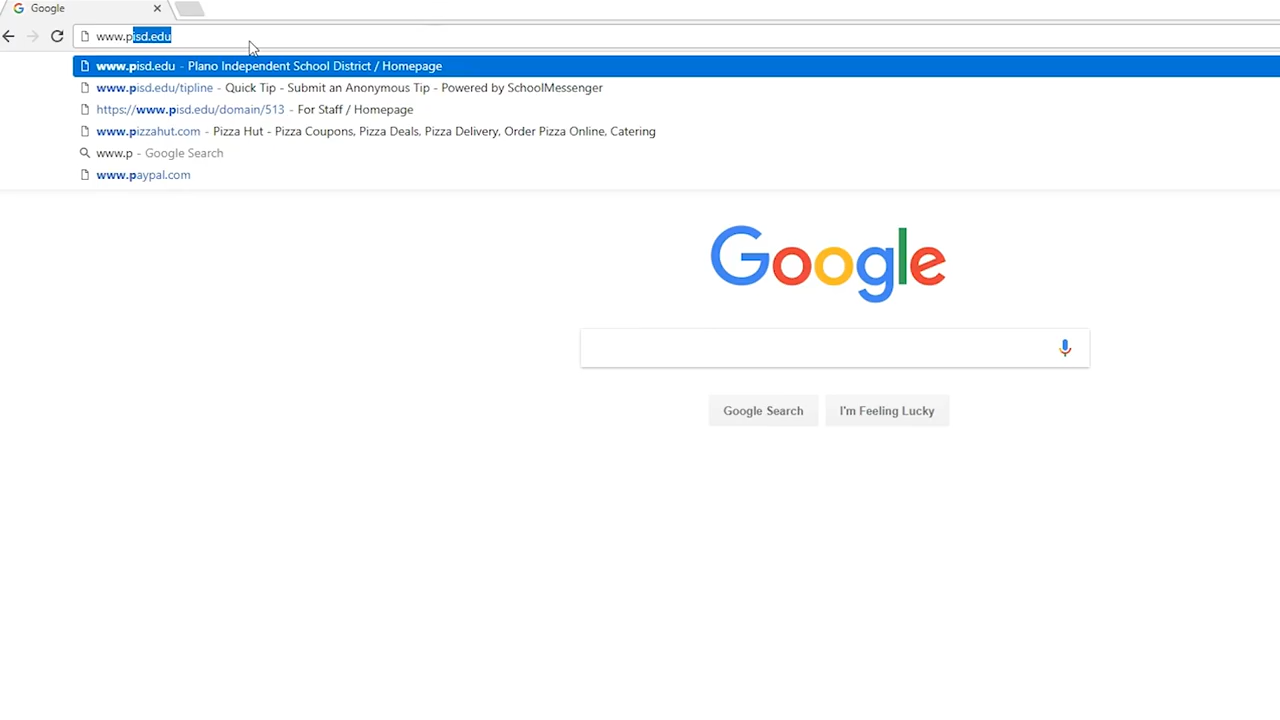 Google
www.pisd.edu
www.pisd.edu - Plano Independent School District / Homepage
www.pisd.edu/tipline - Quick Tip - Submit an Anonymous Tip - Powered by SchoolMessenger
https://www.pisd.edu/domain/513 - For Staff / Homepage
www.pizzahut.com - Pizza Hut - Pizza Coupons, Pizza Deals, Pizza Delivery, Order Pizza Online, Catering
www.p - Google Search
www.paypal.com
Google
Google Search I'm Feeling Lucky